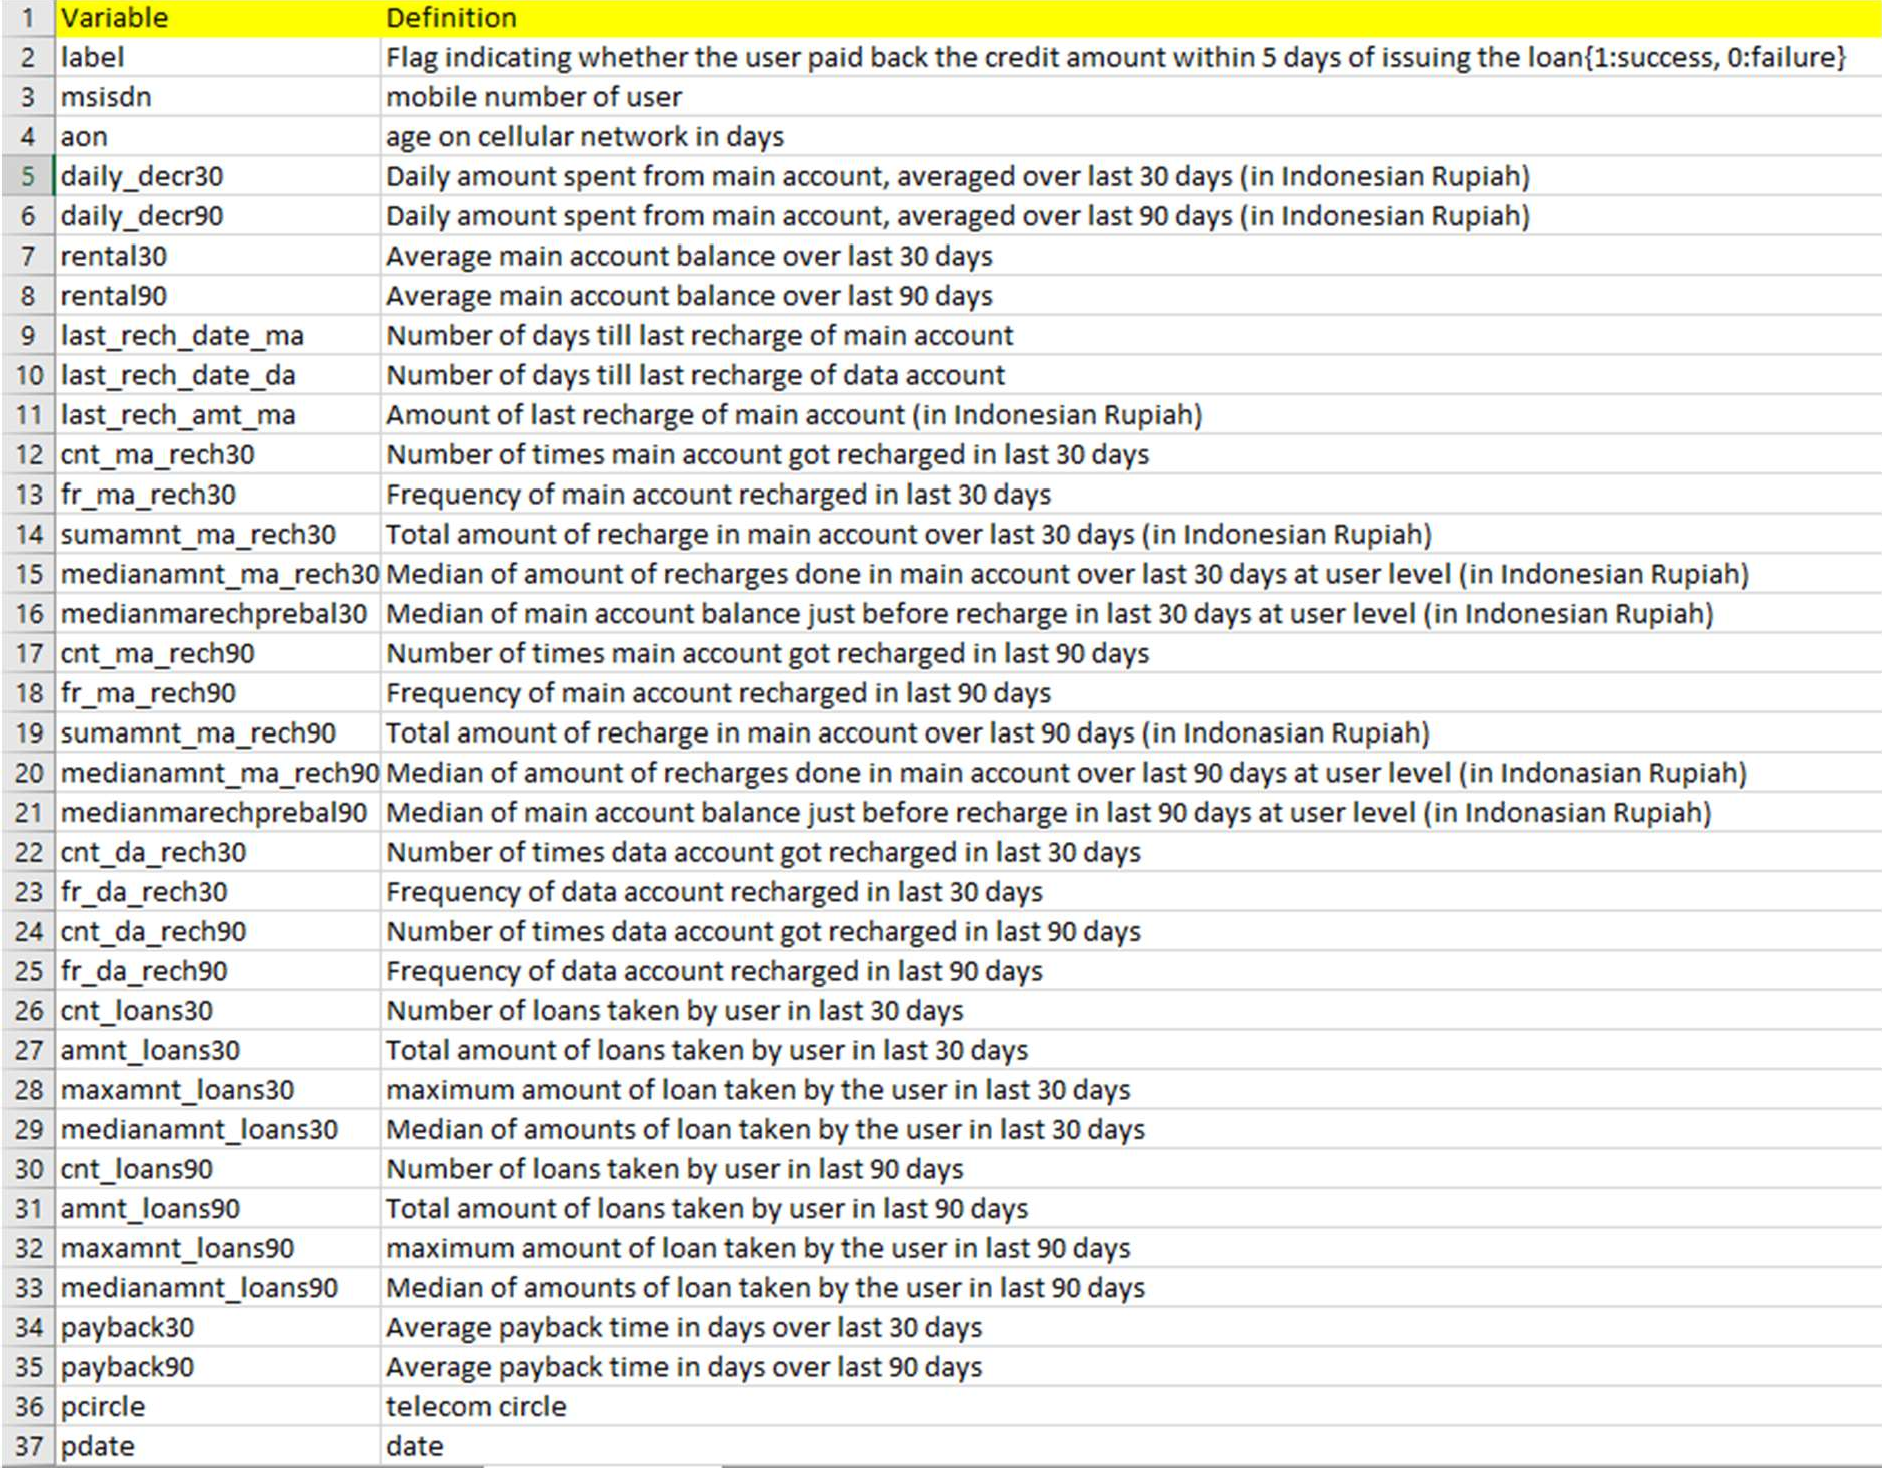 1 Variable Definition
2 label Flag indicating whether the user paid back the credit amount within 5 days of issuing the loan{1:success, 0:failure}
3 msisdn mobile number of user
4 aon age on cellular network in days
5 daily_decr30 Daily amount spent from main account, averaged over last 30 days (in Indonesian Rupiah)
6 daily_decr90 Daily amount spent from main account, averaged over last 90 days (in Indonesian Rupiah)
7 rental30 Average main account balance over last 30 days
8 rental90 Average main account balance over last 90 days
9 last_rech_date_ma Number of days till last recharge of main account
10 last_rech_date_da Number of days till last recharge of data account
11 last_rech_amt_ma Amount of last recharge of main account (in Indonesian Rupiah)
12 cnt_ma_rech30 Number of times main account got recharged in last 30 days
13 fr_ma_rech30 Frequency of main account recharged in last 30 days
14 sumamnt_ma_rech30 Total amount of recharge in main account over last 30 days (in Indonesian Rupiah)
15 medianamnt_ma_rech30 Median of amount of recharges done in main account over last 30 days at user level (in Indonesian Rupiah)
16 medianmarechprebal30 Median of main account balance just before recharge in last 30 days at user level (in Indonesian Rupiah)
17 cnt_ma_rech90 Number of times main account got recharged in last 90 days
18 fr_ma_rech90 Frequency of main account recharged in last 90 days
19 sumamnt_ma_rech90 Total amount of recharge in main account over last 90 days (in Indonasian Rupiah)
20 medianamnt_ma_rech90 Median of amount of recharges done in main account over last 90 days at user level (in Indonasian Rupiah)
21 medianmarechprebal90 Median of main account balance just before recharge in last 90 days at user level (in Indonasian Rupiah)
22 cnt_da_rech30 Number of times data account got recharged in last 30 days
23 fr_da_rech30 Frequency of data account recharged in last 30 days
24 cnt_da_rech90 Number of times data account got recharged in last 90 days
25 fr_da_rech90 Frequency of data account recharged in last 90 days
26 cnt_loans30 Number of loans taken by user in last 30 days
27 amnt_loans30 Total amount of loans taken by user in last 30 days
28 maxamnt_loans30 maximum amount of loan taken by the user in last 30 days
29 medianamnt_loans30 Median of amounts of loan taken by the user in last 30 days
30 cnt_loans90 Number of loans taken by user in last 90 days
31 amnt_loans90 Total amount of loans taken by user in last 90 days
32 maxamnt_loans90 maximum amount of loan taken by the user in last 90 days
33 medianamnt_loans90 Median of amounts of loan taken by the user in last 90 days
34 payback30 Average payback time in days over last 30 days
35 payback90 Average payback time in days over last 90 days
36 pcircle telecom circle
37 pdate date